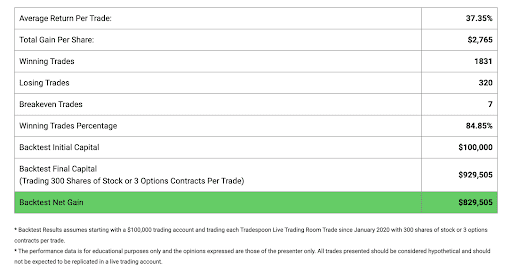 Average Return Per Trade: 37.35%
Total Gain Per Share: $2,765
Winning Trades 1831
Losing Trades 320
Breakeven Trades 7
Winning Trades Percentage 84.85%
Backtest Initial Capital $100,000
Backtest Final Capital
(Trading 300 Shares of Stock or 3 Options Contracts Per Trade) $929,505
Backtest Net Gain $829,505
* Backtest Results assumes starting with a $100,000 trading account and trading each Tradespoon Live Trading Room Trade since January 2020 with 300 shares of stock or 3 options
contracts per trade.
* The performance data is for educational purposes only and the opinions expressed are those of the presenter only. All trades presented should be considered hypothetical and should
not be expected to be replicated in a live trading account.